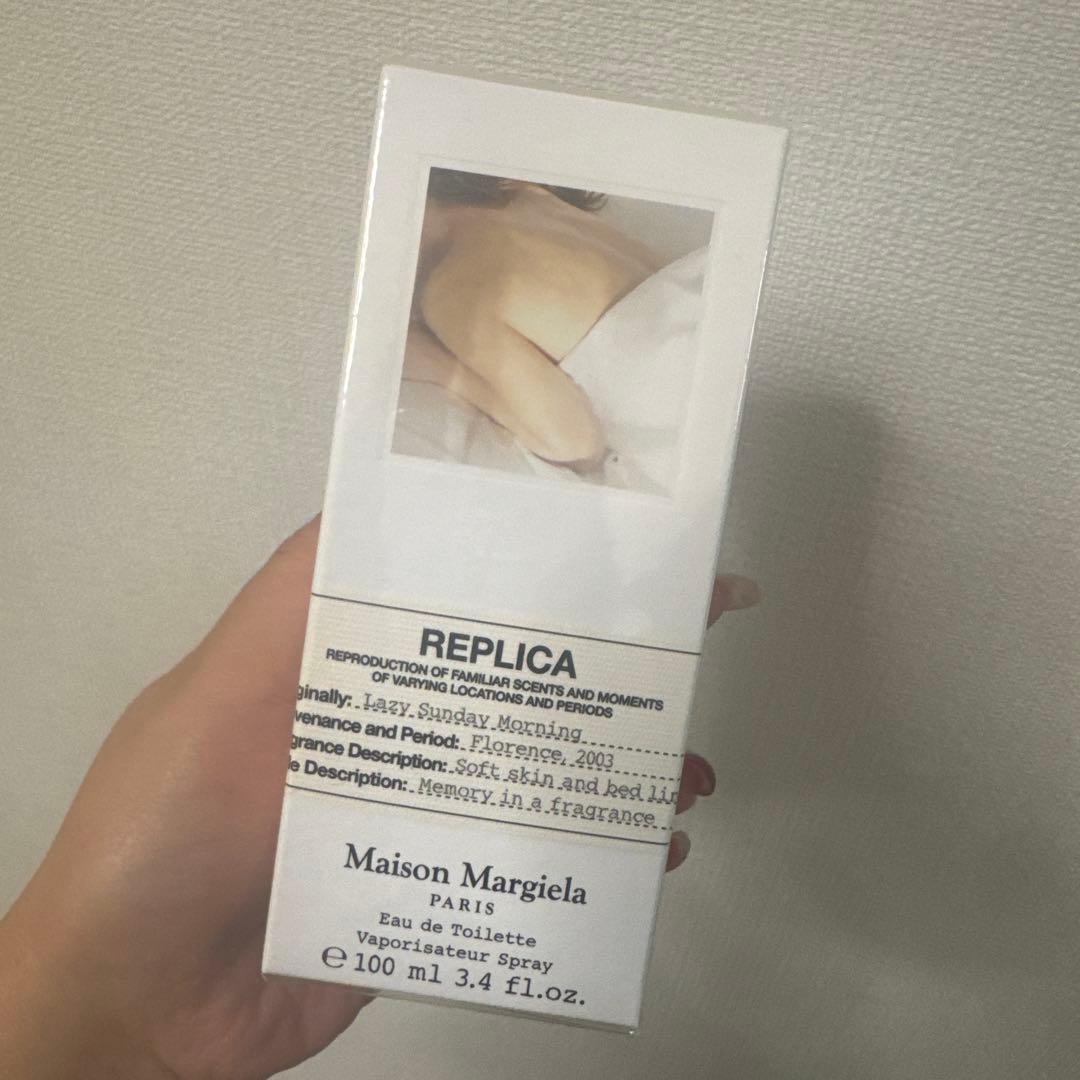 REPLICA
REPRODUCTION OF FAMILIAR SCENTS AND MOMENTS
OF VARYING LOCATIONS AND PERIODS
ginally: Lazy Sunday Morning
venance and Period: Florence, 2003
grance Description: Soft skin and bed lin
le Description: Memory in a fragrance
Maison Margiela
PARIS
Eau de Toilette
Vaporisateur Spray
℮ 100 ml 3.4 fl.oz.